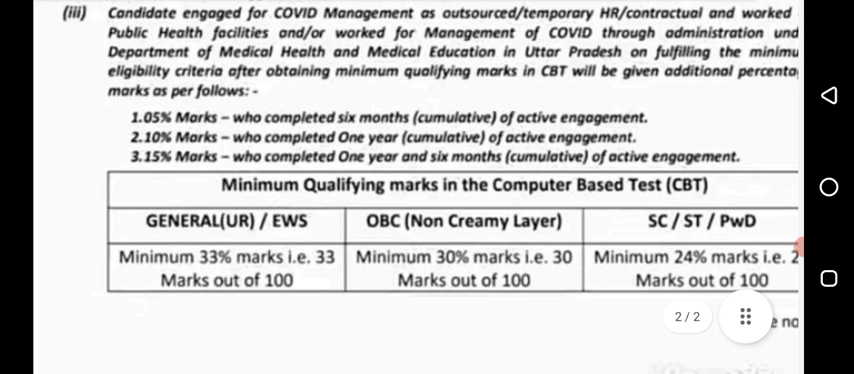 (iii) Candidate engaged for COVID Management as outsourced/temporary HR/contractual and worked
Public Health facilities and/or worked for Management of COVID through administration und
Department of Medical Health and Medical Education in Uttar Pradesh on fulfilling the minimu
eligibility criteria after obtaining minimum qualifying marks in CBT will be given additional percenta
marks as per follows: -
1.05% Marks – who completed six months (cumulative) of active engagement.
2.10% Marks – who completed One year (cumulative) of active engagement.
3.15% Marks – who completed One year and six months (cumulative) of active engagement.
Minimum Qualifying marks in the Computer Based Test (CBT)
GENERAL(UR) / EWS OBC (Non Creamy Layer) SC / ST / PwD
Minimum 33% marks i.e. 33 Minimum 30% marks i.e. 30 Minimum 24% marks i.e. 2
Marks out of 100 Marks out of 100 Marks out of 100
2 / 2
e no